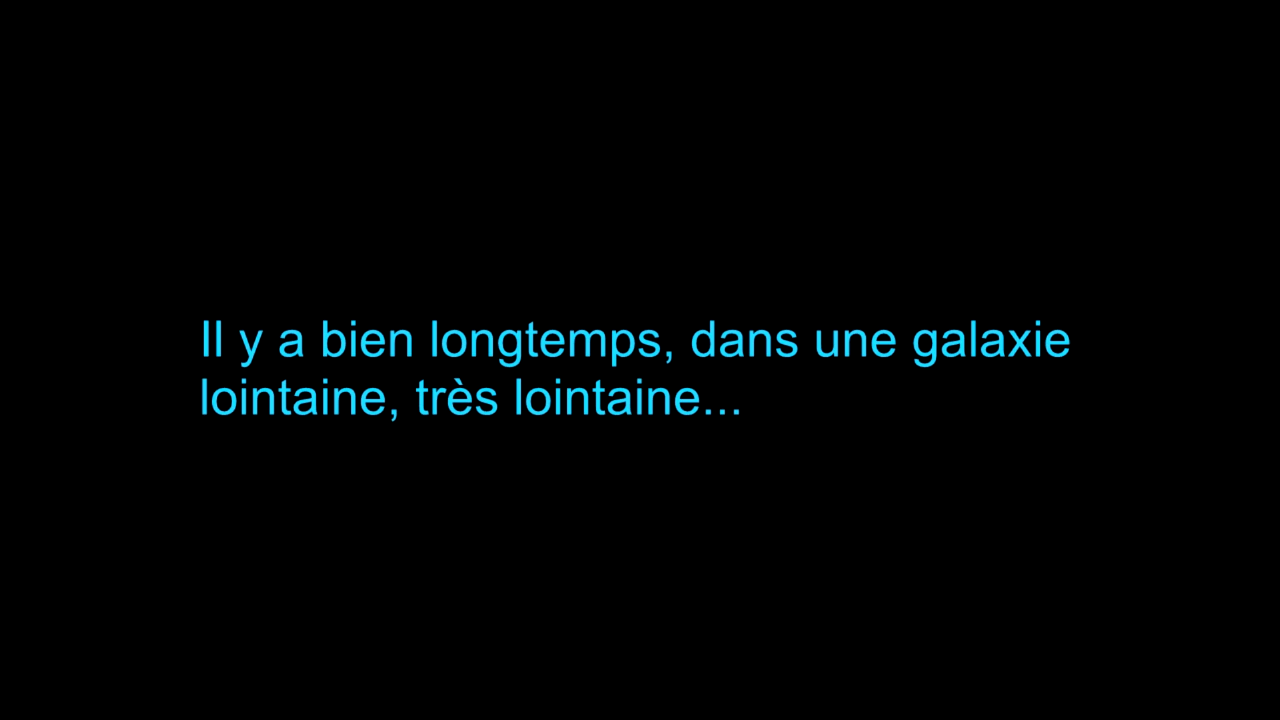 Il y a bien longtemps, dans une galaxie
lointaine, très lointaine...